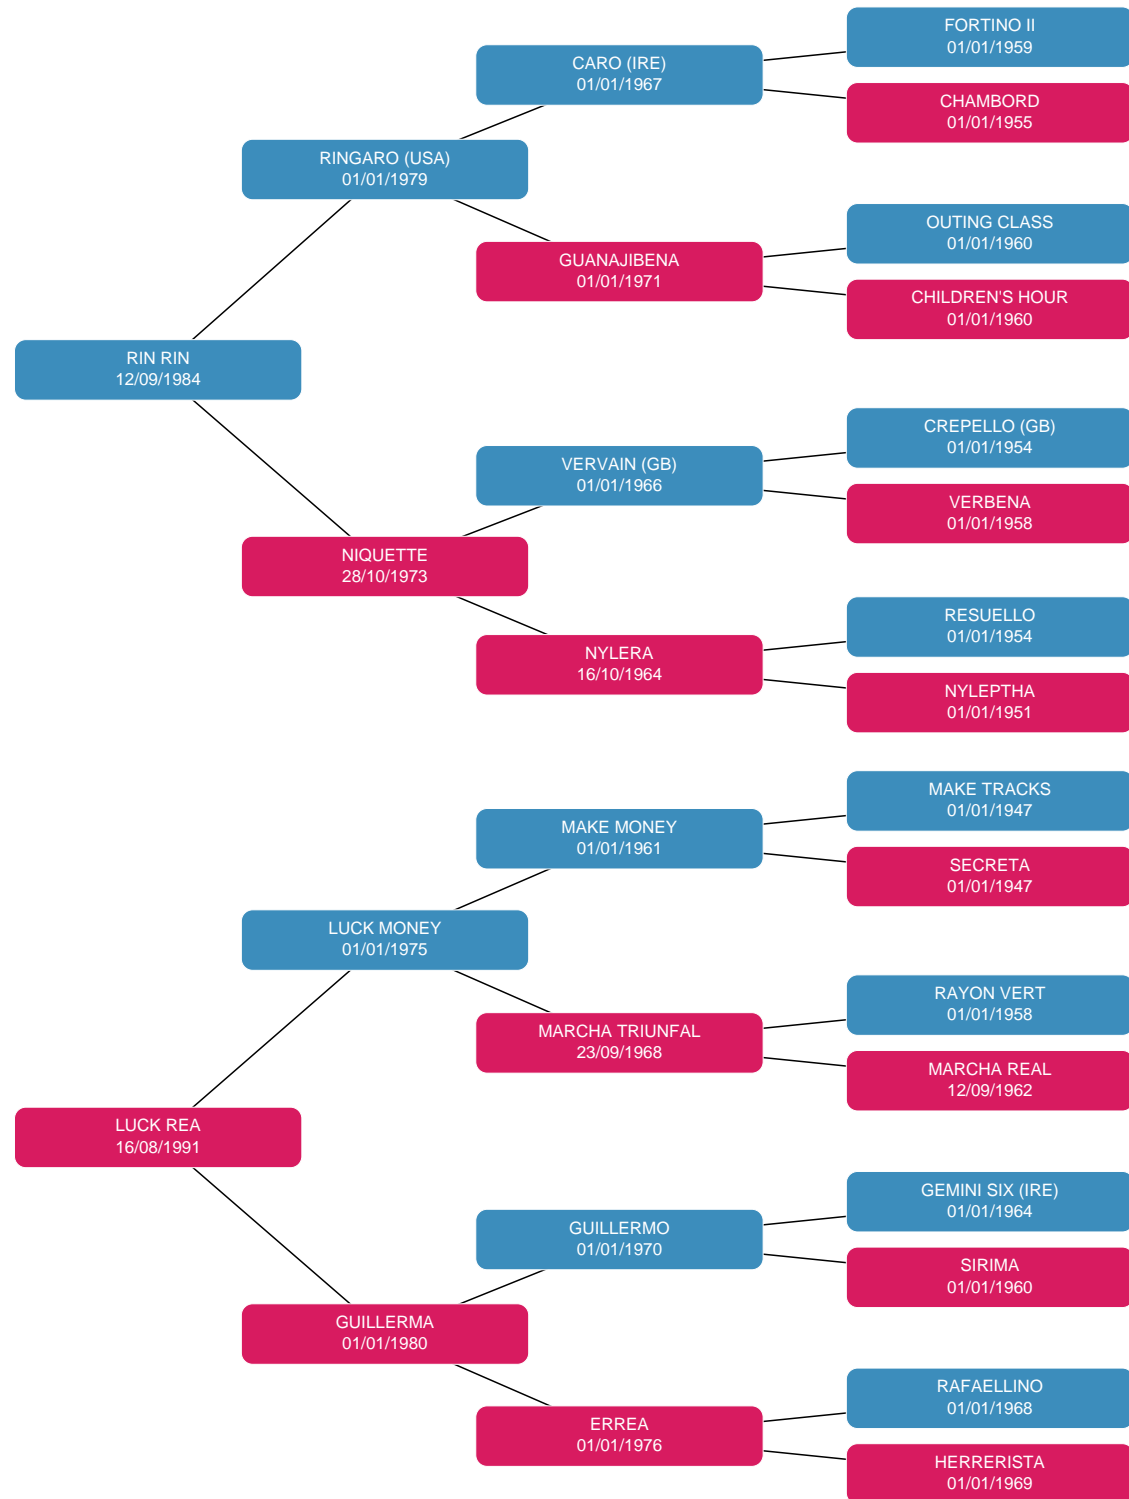 FORTINO II
01/01/1959
CARO (IRE)
01/01/1967
CHAMBORD
01/01/1955
RINGARO (USA)
01/01/1979
OUTING CLASS
01/01/1960
GUANAJIBENA
01/01/1971
CHILDREN'S HOUR
01/01/1960
RIN RIN
12/09/1984
CREPELLO (GB)
01/01/1954
VERVAIN (GB)
01/01/1966
VERBENA
01/01/1958
NIQUETTE
28/10/1973
RESUELLO
01/01/1954
NYLERA
16/10/1964
NYLEPTHA
01/01/1951
MAKE TRACKS
01/01/1947
MAKE MONEY
01/01/1961
SECRETA
01/01/1947
LUCK MONEY
01/01/1975
RAYON VERT
01/01/1958
MARCHA TRIUNFAL
23/09/1968
MARCHA REAL
12/09/1962
LUCK REA
16/08/1991
GEMINI SIX (IRE)
01/01/1964
GUILLERMO
01/01/1970
SIRIMA
01/01/1960
GUILLERMA
01/01/1980
RAFAELLINO
01/01/1968
ERREA
01/01/1976
HERRERISTA
01/01/1969